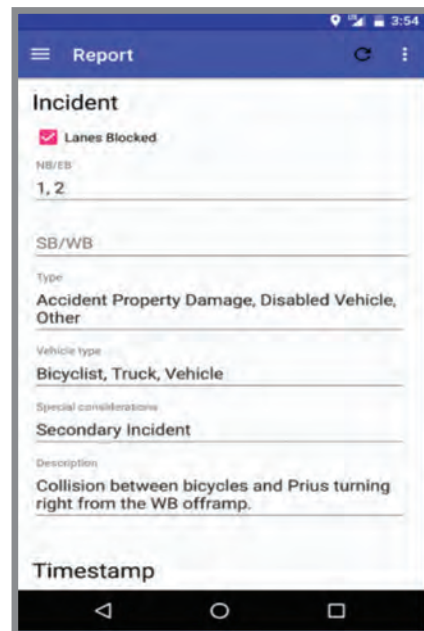 3:54
Report
Incident
Lanes Blocked
NB/EB
1, 2
SB/WB
Type
Accident Property Damage, Disabled Vehicle,
Other
Vehicle type
Bicyclist, Truck, Vehicle
Special considerations
Secondary Incident
Description
Collision between bicycles and Prius turning
right from the WB offramp.
Timestamp